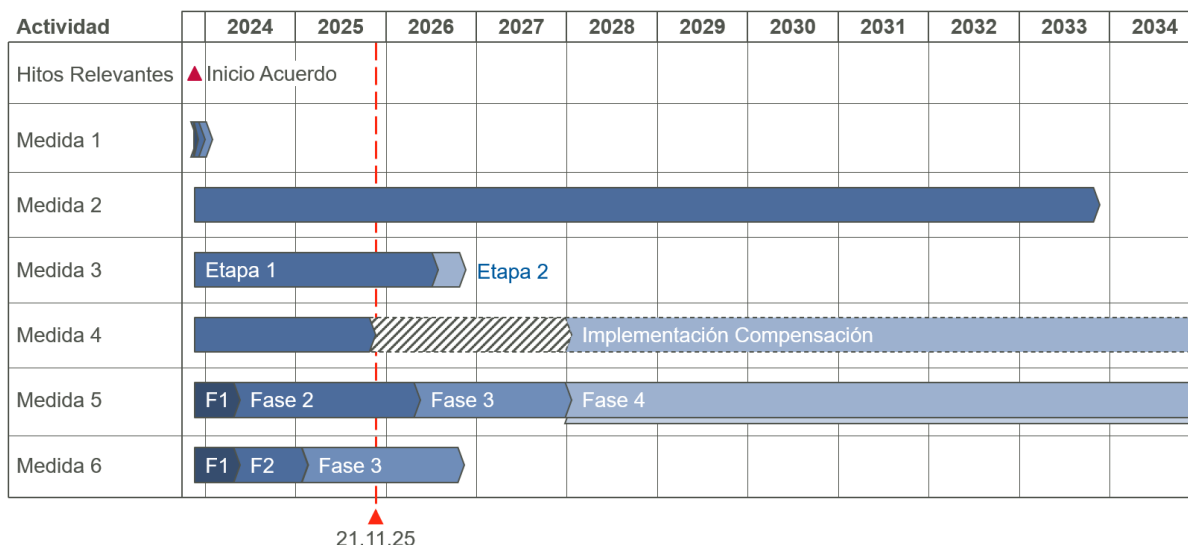 Actividad 2024 2025 2026 2027 2028 2029 2030 2031 2032 2033 2034
Hitos Relevantes Inicio Acuerdo
Medida 1
Medida 2
Medida 3 Etapa 1 Etapa 2
Medida 4 Implementación Compensación
Medida 5 F1 Fase 2 Fase 3 Fase 4
Medida 6 F1 F2 Fase 3
21.11.25